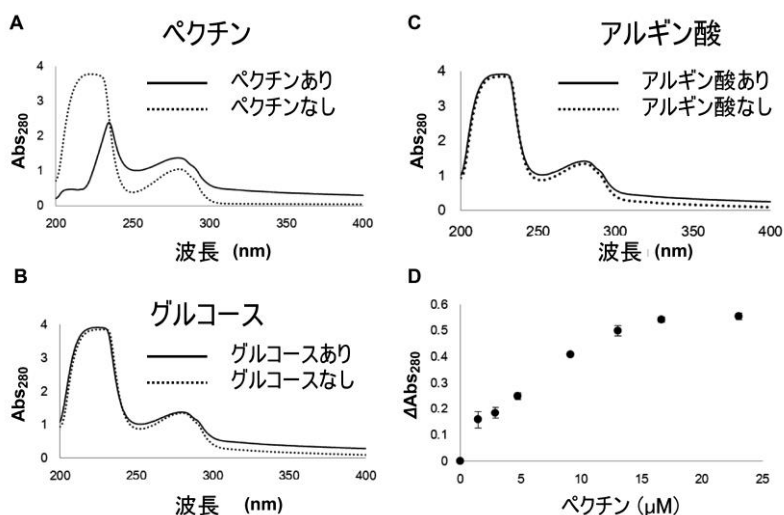 A
ペクチン
ペクチンあり
ペクチンなし
Abs280
4
3
2
1
0
200 250 300 350 400
波長 (nm)
B
グルコース
グルコースあり
グルコースなし
Abs280
4
3
2
1
0
200 250 300 350 400
波長 (nm)
C
アルギン酸
アルギン酸あり
アルギン酸なし
Abs280
4
3
2
1
0
200 250 300 350 400
波長 (nm)
D
ΔAbs280
0.6
0.5
0.4
0.3
0.2
0.1
0
0 5 10 15 20 25
ペクチン (μM)